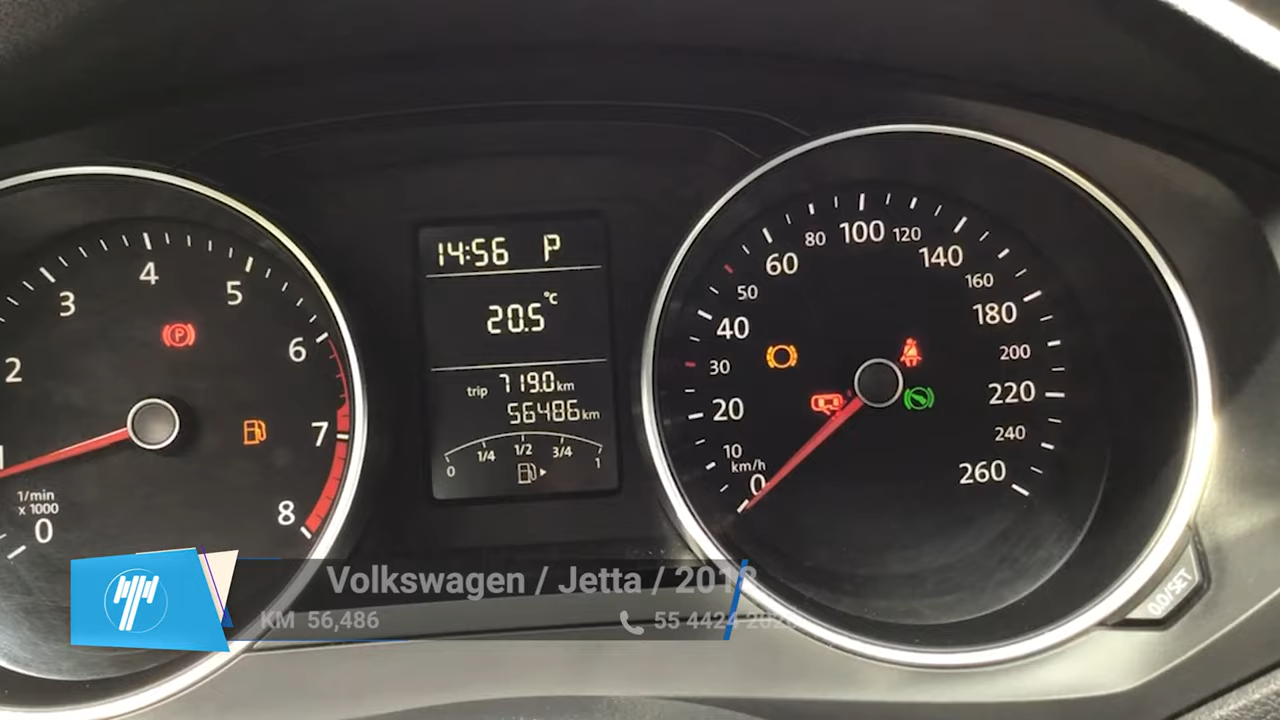 2
3
4
5
6
7
8
0
1/min
x 1000
P
14:56 P
20.5°C
trip 719.0 km
56486 km
0 1/4 1/2 3/4 1
0
10
20
30
40
50
60
80
100
120
140
160
180
200
220
240
260
km/h
0.0/SET
Volkswagen / Jetta /
KM 56,486
55 4424